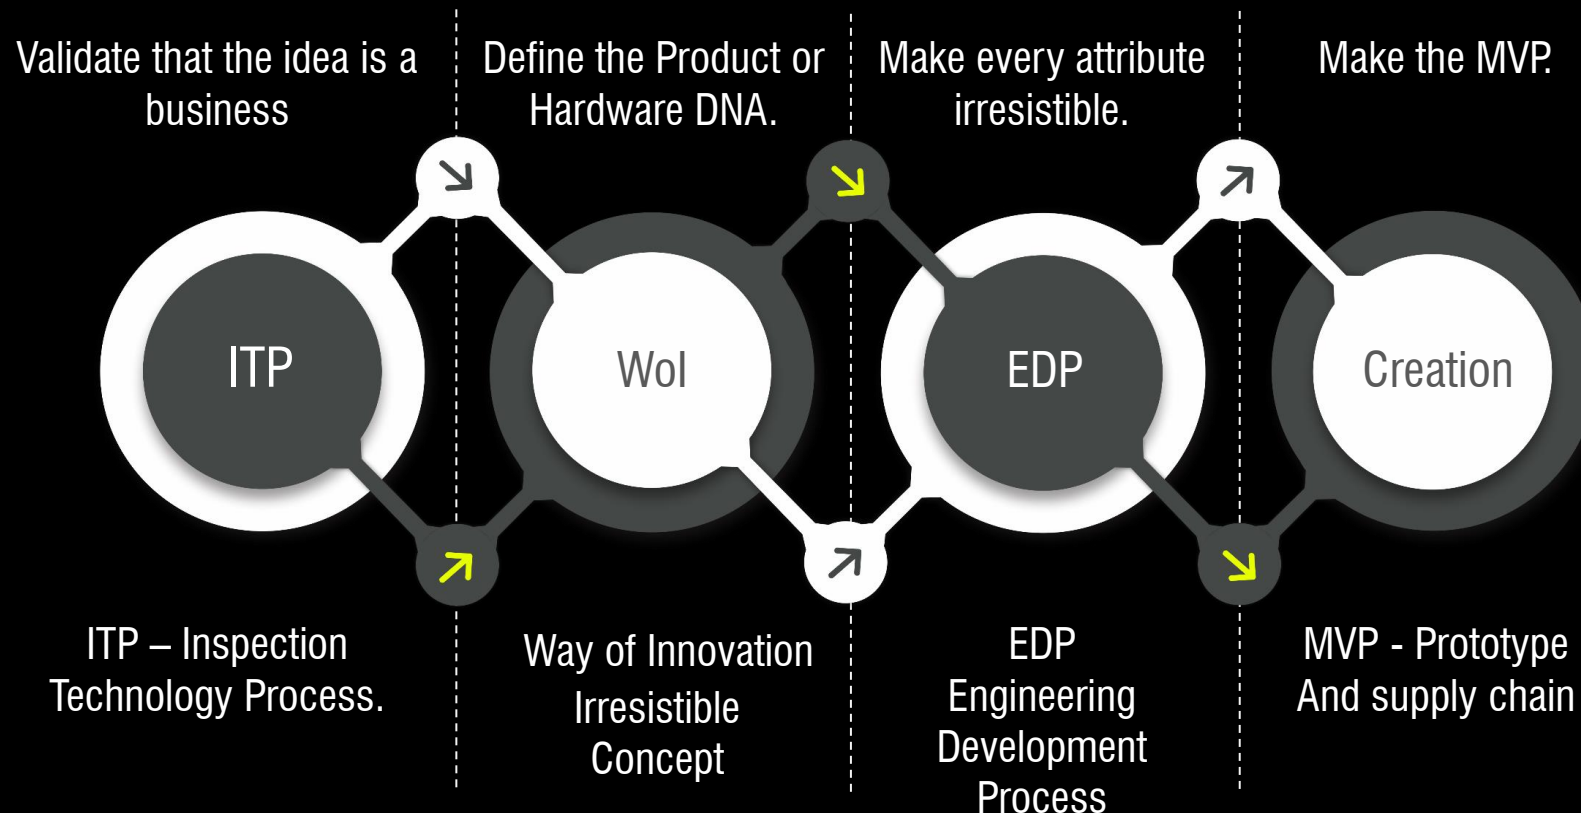 Validate that the idea is a
business
Define the Product or
Hardware DNA.
Make every attribute
irresistible.
Make the MVP.
ITP
WoI
EDP
Creation
ITP – Inspection
Technology Process.
Way of Innovation
Irresistible
Concept
EDP
Engineering
Development
Process
MVP - Prototype
And supply chain